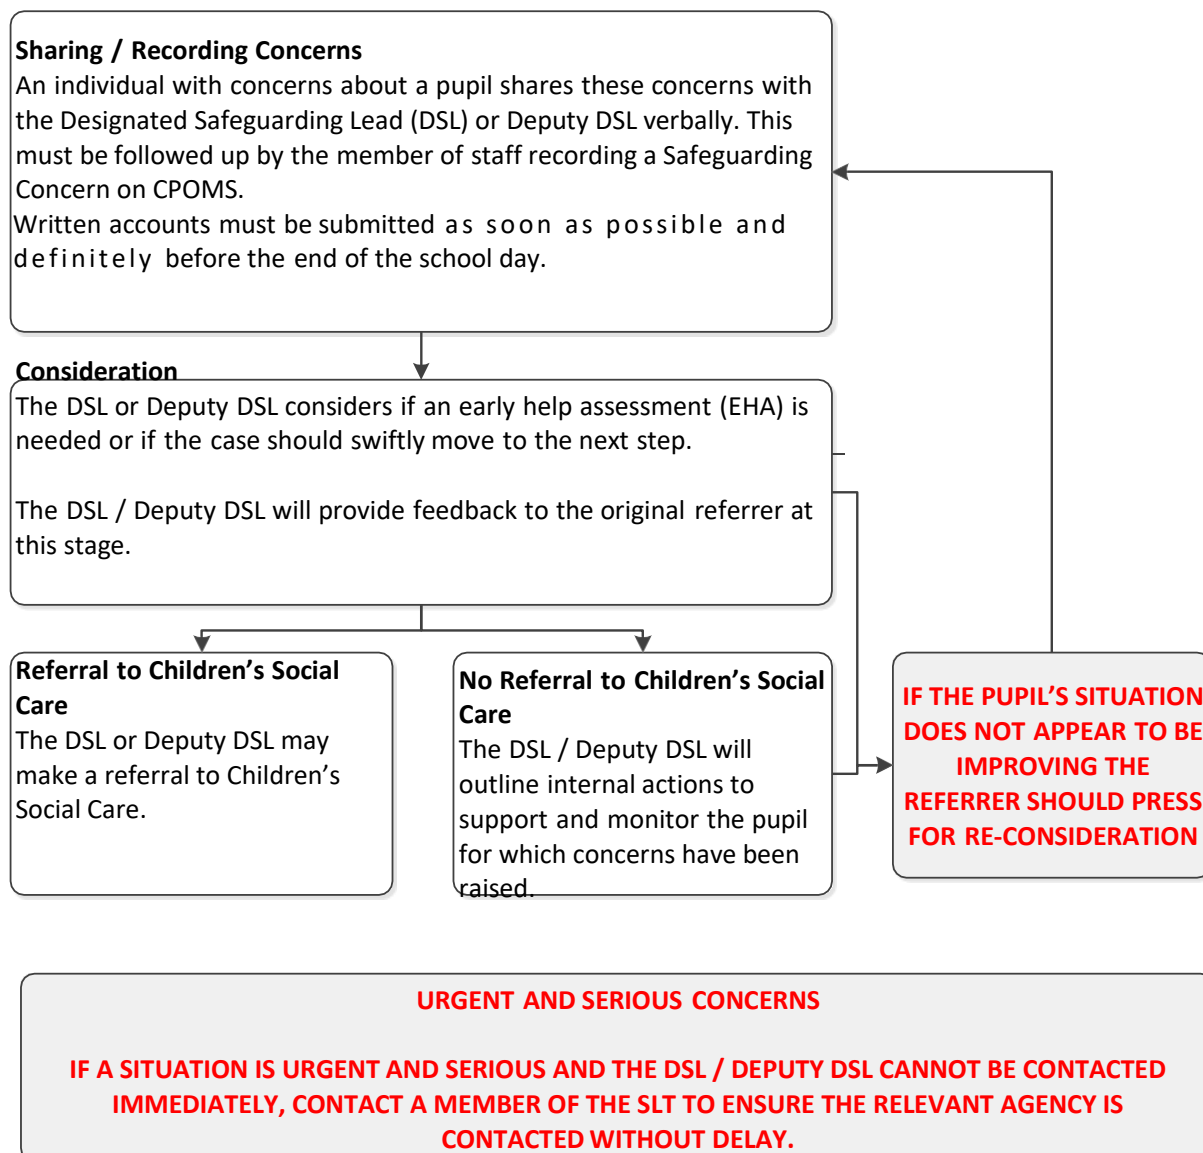 Sharing / Recording Concerns
An individual with concerns about a pupil shares these concerns with
the Designated Safeguarding Lead (DSL) or Deputy DSL verbally. This
must be followed up by the member of staff recording a Safeguarding
Concern on CPOMS.
Written accounts must be submitted as soon as possible and
definitely before the end of the school day.
Consideration
The DSL or Deputy DSL considers if an early help assessment (EHA) is
needed or if the case should swiftly move to the next step.
The DSL / Deputy DSL will provide feedback to the original referrer at
this stage.
Referral to Children’s Social
Care
The DSL or Deputy DSL may
make a referral to Children’s
Social Care.
No Referral to Children’s Social
Care
The DSL / Deputy DSL will
outline internal actions to
support and monitor the pupil
for which concerns have been
raised.
IF THE PUPIL’S SITUATION
DOES NOT APPEAR TO BE
IMPROVING THE
REFERRER SHOULD PRESS
FOR RE-CONSIDERATION
URGENT AND SERIOUS CONCERNS
IF A SITUATION IS URGENT AND SERIOUS AND THE DSL / DEPUTY DSL CANNOT BE CONTACTED
IMMEDIATELY, CONTACT A MEMBER OF THE SLT TO ENSURE THE RELEVANT AGENCY IS
CONTACTED WITHOUT DELAY.